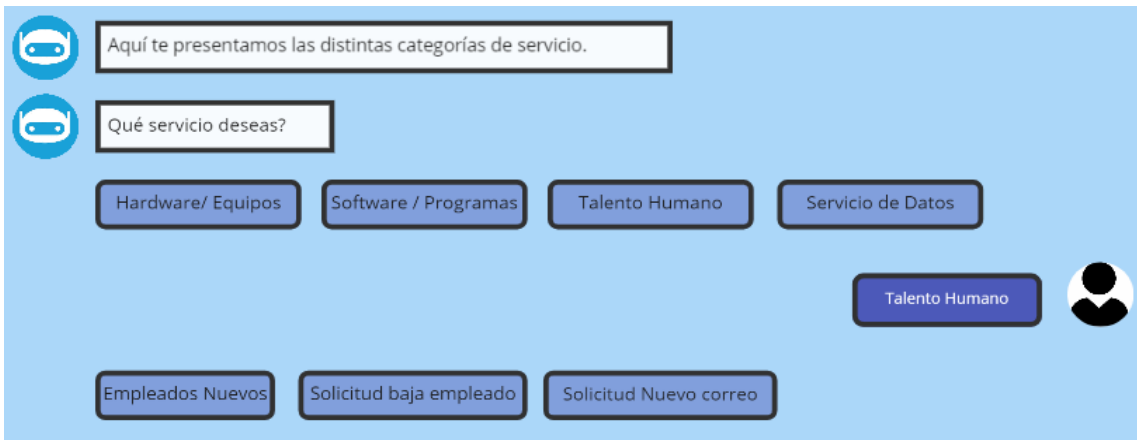 Aquí te presentamos las distintas categorías de servicio.
Qué servicio deseas?
Hardware/ Equipos
Software / Programas
Talento Humano
Servicio de Datos
Talento Humano
Empleados Nuevos
Solicitud baja empleado
Solicitud Nuevo correo